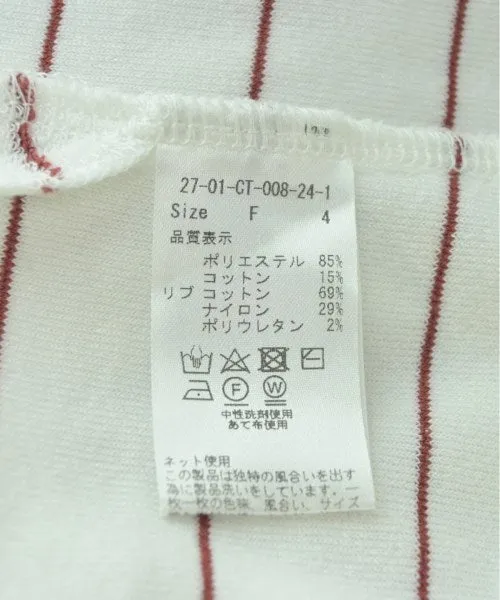 27-01-CT-008-24-1
Size F 4
品質表示
ポリエステル 85%
コットン 15%
リブ コットン 69%
ナイロン 29%
ポリウレタン 2%
F W
中性洗剤使用
あて布使用
ネット使用
この製品は独特の風合いを出す
為に製品洗いをしています。一
枚一枚の色味、風合い、サイズ